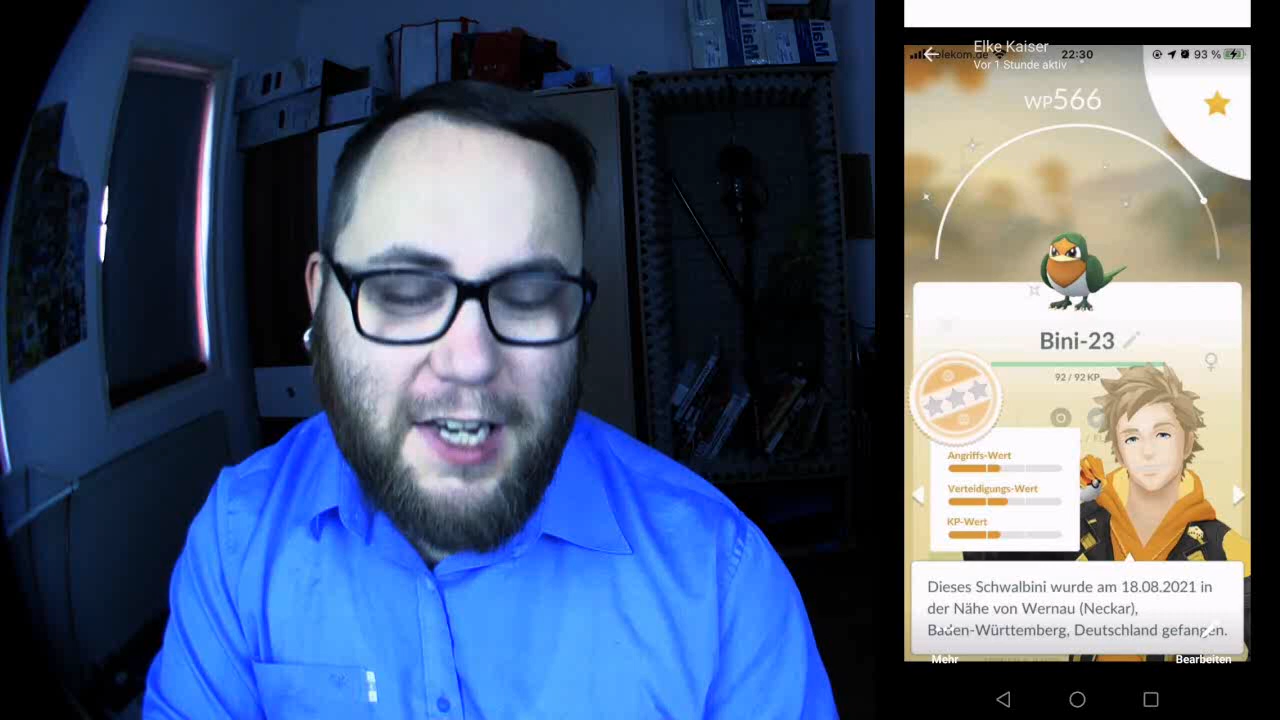 Elke Kaiser
22:30
93 %
Vor 1 Stunde aktiv
WP566
Bini-23
92 / 92 KP
Angriffs-Wert
Verteidigungs-Wert
KP-Wert
Dieses Schwalbini wurde am 18.08.2021 in
der Nähe von Wernau (Neckar),
Baden-Württemberg, Deutschland gefangen.
Mehr
Bearbeiten